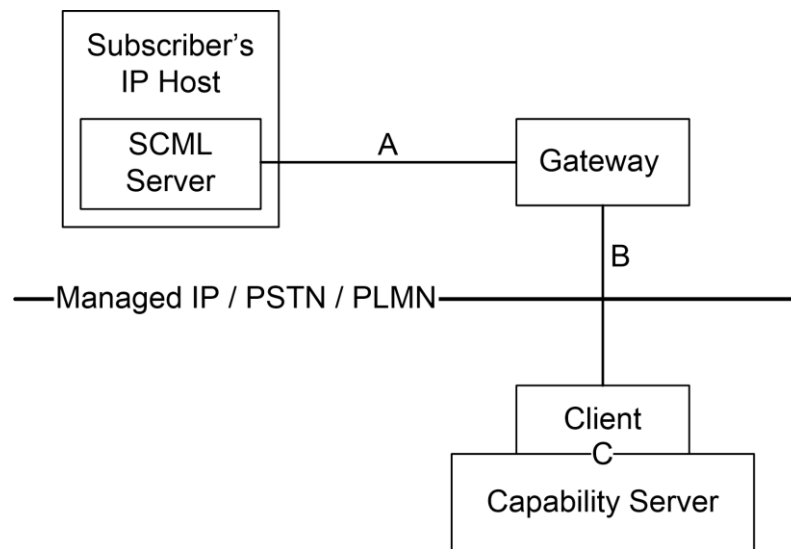 Subscriber's
IP Host
SCML
Server
A
Gateway
B
Managed IP / PSTN / PLMN
Client
C
Capability Server